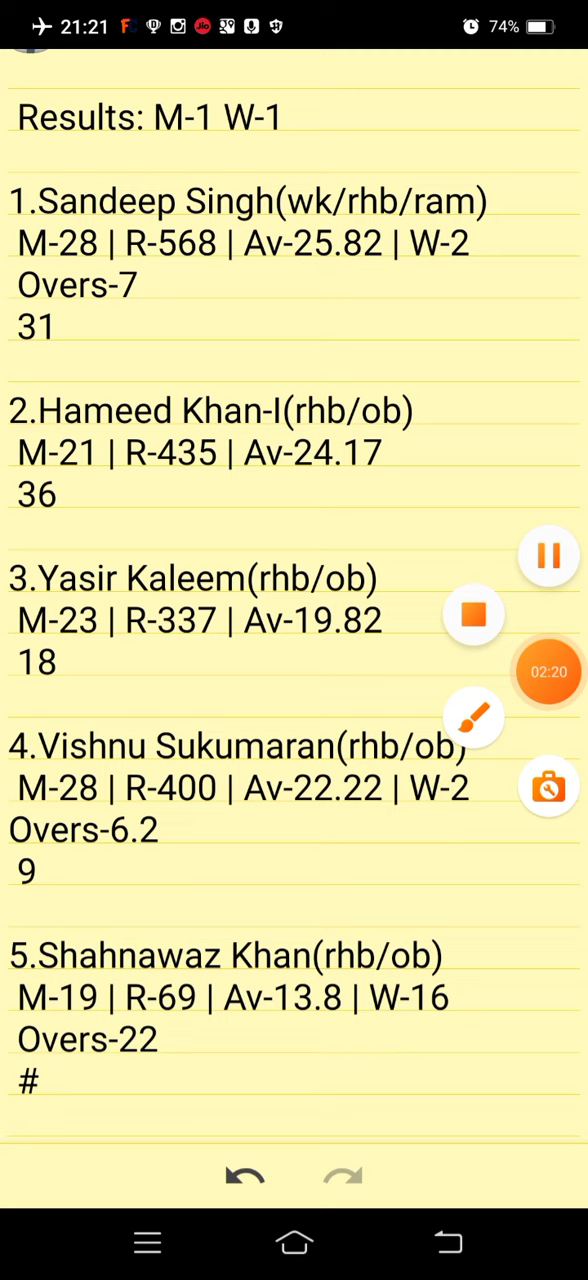 21:21
74%
Results: M-1 W-1
1.Sandeep Singh(wk/rhb/ram)
M-28 | R-568 | Av-25.82 | W-2
Overs-7
31
2.Hameed Khan-I(rhb/ob)
M-21 | R-435 | Av-24.17
36
3.Yasir Kaleem(rhb/ob)
M-23 | R-337 | Av-19.82
18
02:20
4.Vishnu Sukumaran(rhb/ob)
M-28 | R-400 | Av-22.22 | W-2
Overs-6.2
9
5.Shahnawaz Khan(rhb/ob)
M-19 | R-69 | Av-13.8 | W-16
Overs-22
#